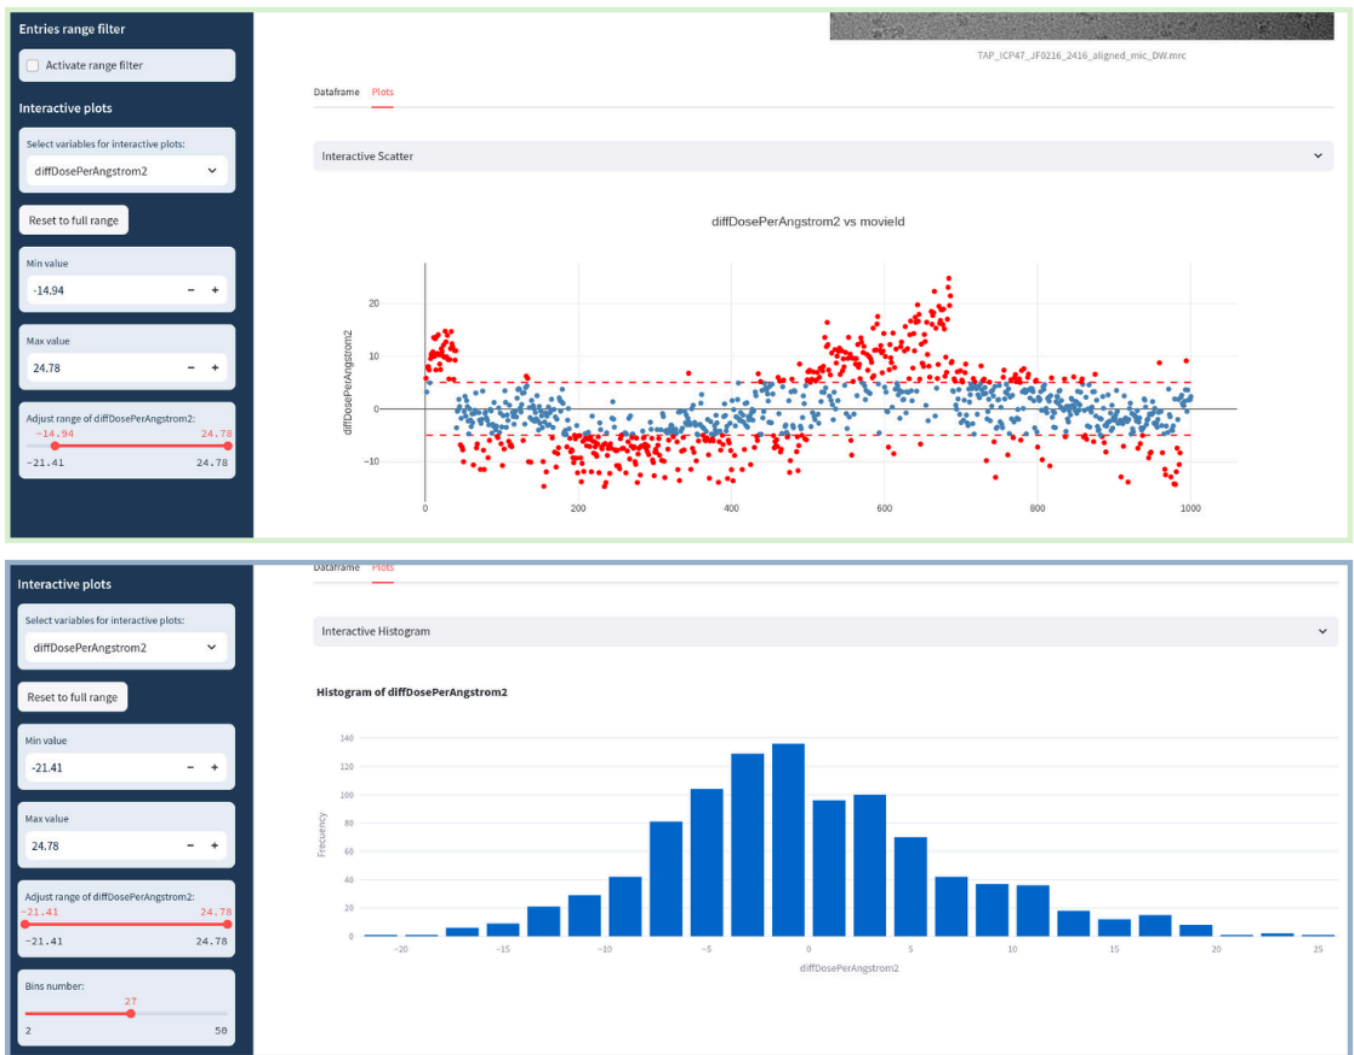 Entries range filter
Activate range filter
Interactive plots
Select variables for interactive plots:
diffDosePerAngstrom2
Reset to full range
Min value
-14.94 - +
Max value
24.78 - +
Adjust range of diffDosePerAngstrom2:
-14.94 24.78
-21.41 24.78
TAP_ICP47_JF0216_2416_aligned_mic_DW.mrc
Dataframe Plots
Interactive Scatter
diffDosePerAngstrom2 vs movieId
diffDosePerAngstrom2
20
10
0
−10
0 200 400 600 800 1000
Interactive plots
Select variables for interactive plots:
diffDosePerAngstrom2
Reset to full range
Min value
-21.41 - +
Max value
24.78 - +
Adjust range of diffDosePerAngstrom2:
-21.41 24.78
-21.41 24.78
Bins number:
27
2 50
Dataframe Plots
Interactive Histogram
Histogram of diffDosePerAngstrom2
Frecuency
140
120
100
80
60
40
20
0
−20 −15 −10 −5 0 5 10 15 20 25
diffDosePerAngstrom2